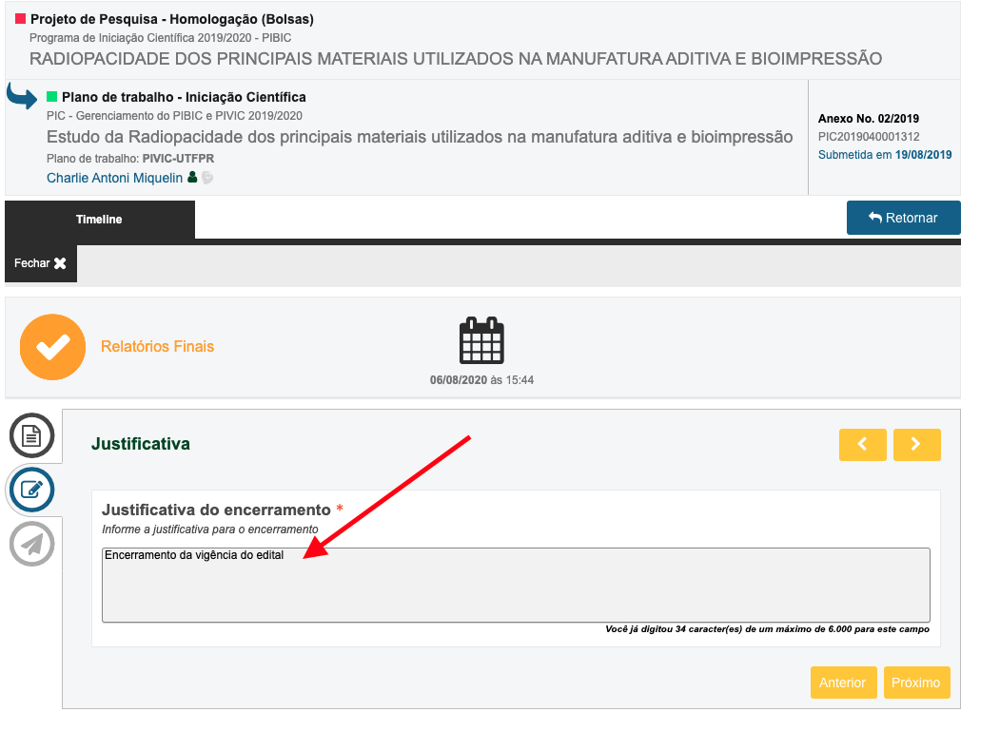 Projeto de Pesquisa - Homologação (Bolsas)
Programa de Iniciação Científica 2019/2020 - PIBIC
RADIOPACIDADE DOS PRINCIPAIS MATERIAIS UTILIZADOS NA MANUFATURA ADITIVA E BIOIMPRESSÃO
Plano de trabalho - Iniciação Científica
PIC - Gerenciamento do PIBIC e PIVIC 2019/2020
Estudo da Radiopacidade dos principais materiais utilizados na manufatura aditiva e bioimpressão
Plano de trabalho: PIVIC-UTFPR
Charlie Antoni Miquelin
Anexo No. 02/2019
PIC2019040001312
Submetida em 19/08/2019
Timeline
Retornar
Fechar
Relatórios Finais
06/08/2020 às 15:44
Justificativa
Justificativa do encerramento *
Informe a justificativa para o encerramento
Encerramento da vigência do edital
Você já digitou 34 caracter(es) de um máximo de 6.000 para este campo
Anterior
Próximo